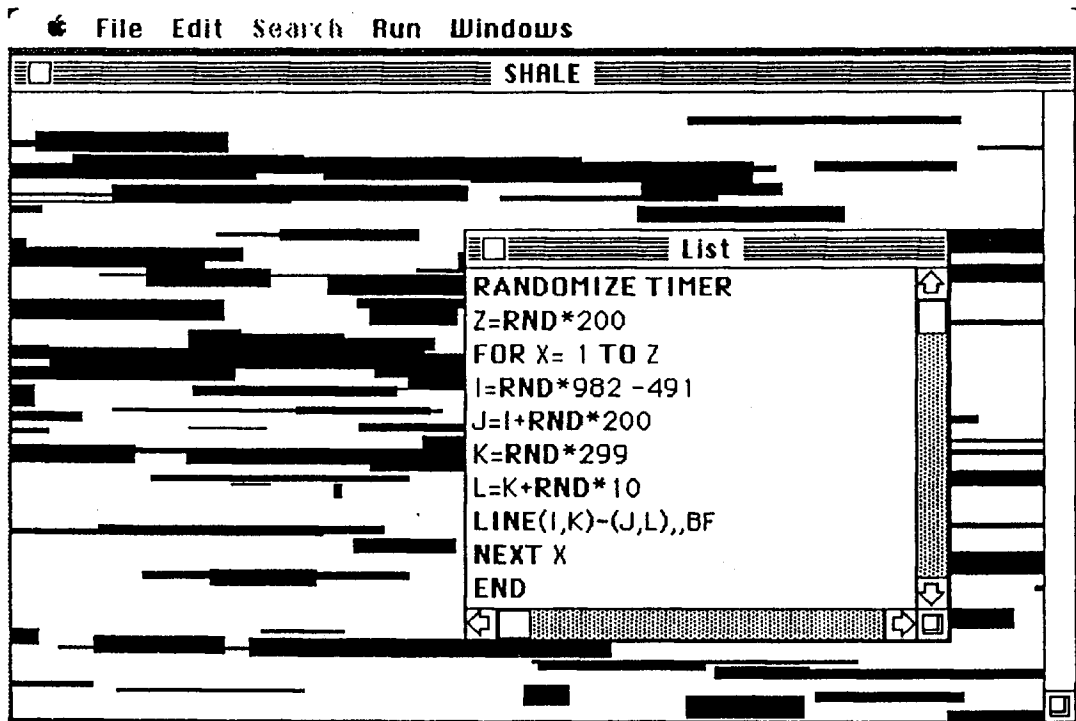 File Edit Search Run Windows
SHALE
List
RANDOMIZE TIMER
Z=RND*200
FOR X= 1 TO Z
I=RND*982 -491
J=I+RND*200
K=RND*299
L=K+RND*10
LINE(I,K)-(J,L),,BF
NEXT X
END